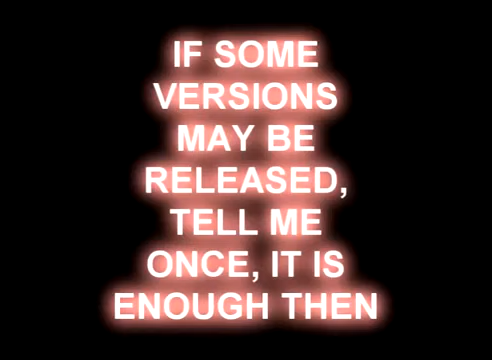 IF SOME
VERSIONS
MAY BE
RELEASED,
TELL ME
ONCE, IT IS
ENOUGH THEN